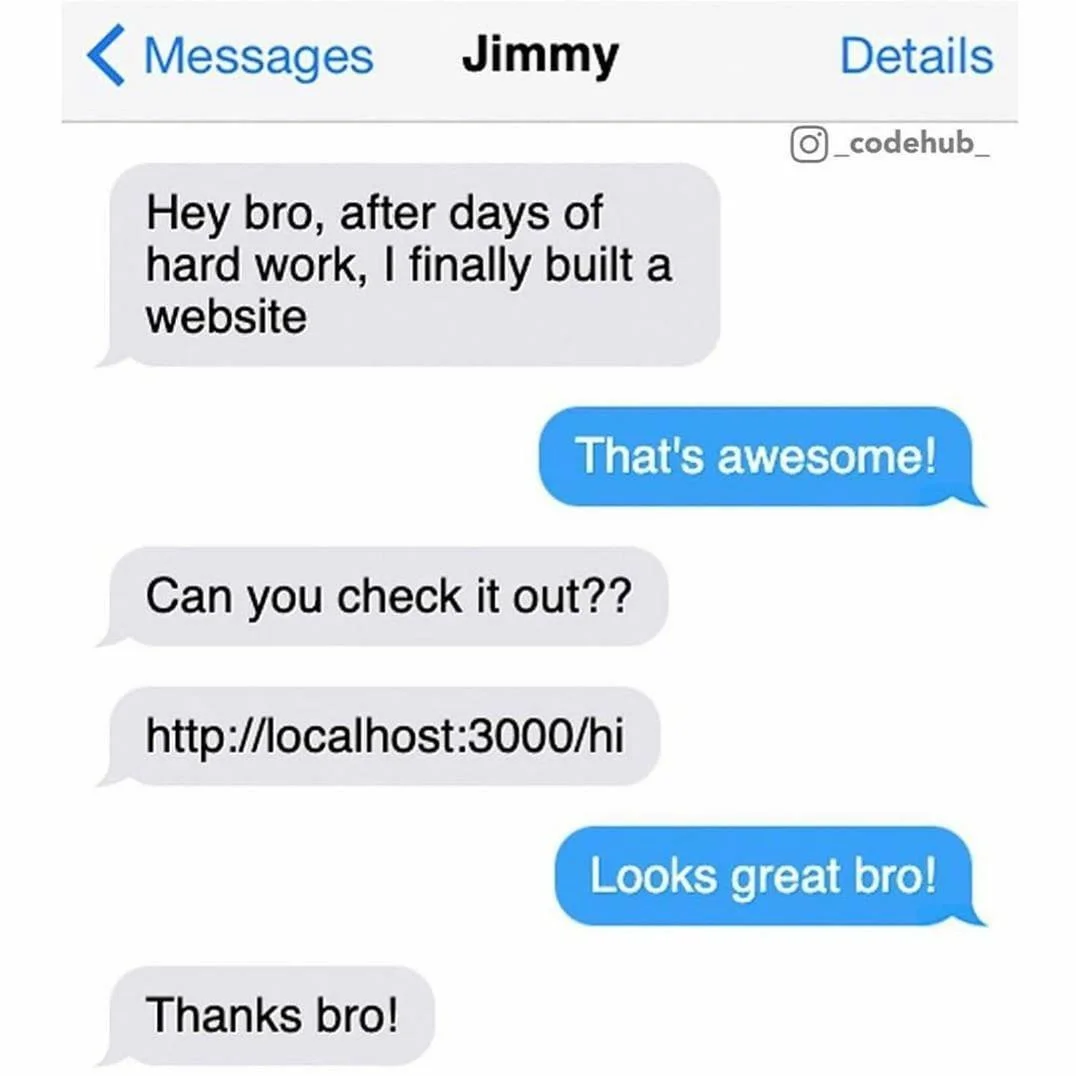 Messages Jimmy Details
_codehub_
Hey bro, after days of
hard work, I finally built a
website
That's awesome!
Can you check it out??
http://localhost:3000/hi
Looks great bro!
Thanks bro!